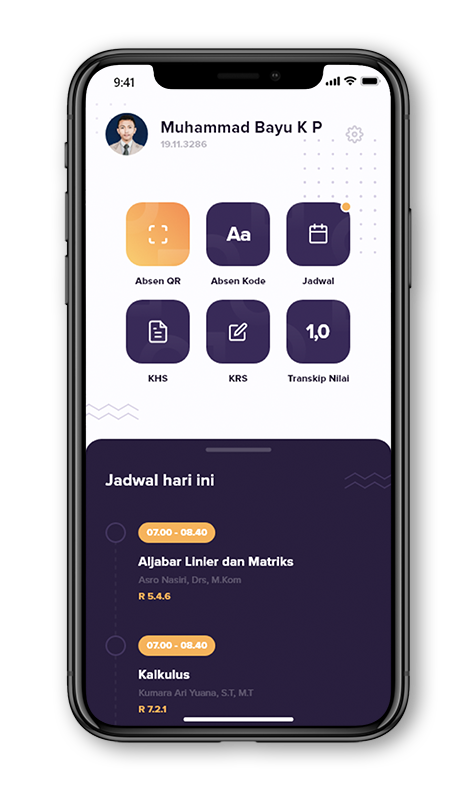 9:41
Muhammad Bayu K P
19.11.3286
Aa
1,0
Absen QR
Absen Kode
Jadwal
KHS
KRS
Transkip Nilai
Jadwal hari ini
07.00 - 08.40
Aljabar Linier dan Matriks
Asro Nasiri, Drs, M.Kom
R 5.4.6
07.00 - 08.40
Kalkulus
Kumara Ari Yuana, S.T, M.T
R 7.2.1